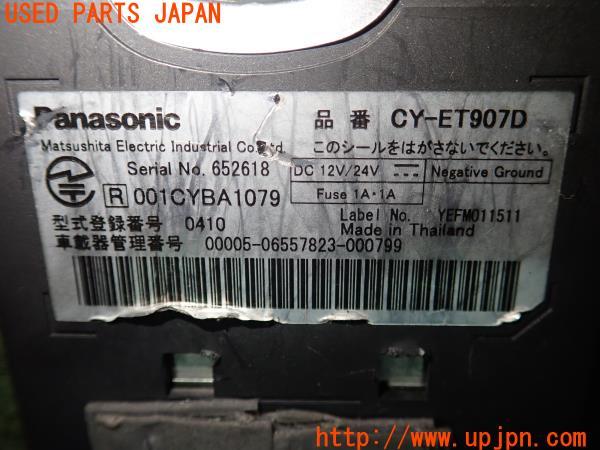 USED PARTS JAPAN
Panasonic
品番 CY-ET907D
Matsushita Electric Industrial Co., Ltd
このシールをはがさないでください。
Serial No. 652618
DC 12V/24V
Negative Ground
R 001CYBA1079
Fuse 1A・1A
型式登録番号 0410
Label No. YEFM011511
Made in Thailand
車載器管理番号 00005-06557823-000799
http://www.upjpn.com/